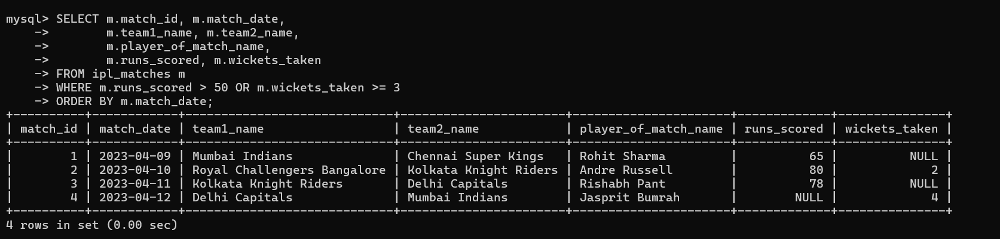 mysql> SELECT m.match_id, m.match_date,
    ->        m.team1_name, m.team2_name,
    ->        m.player_of_match_name,
    ->        m.runs_scored, m.wickets_taken
    -> FROM ipl_matches m
    -> WHERE m.runs_scored > 50 OR m.wickets_taken >= 3
    -> ORDER BY m.match_date;
+----------+------------+-----------------------------+-----------------------+----------------------+-------------+---------------+
| match_id | match_date | team1_name                  | team2_name            | player_of_match_name | runs_scored | wickets_taken |
+----------+------------+-----------------------------+-----------------------+----------------------+-------------+---------------+
|        1 | 2023-04-09 | Mumbai Indians              | Chennai Super Kings   | Rohit Sharma         |          65 |          NULL |
|        2 | 2023-04-10 | Royal Challengers Bangalore | Kolkata Knight Riders | Andre Russell        |          80 |             2 |
|        3 | 2023-04-11 | Kolkata Knight Riders       | Delhi Capitals        | Rishabh Pant         |          78 |          NULL |
|        4 | 2023-04-12 | Delhi Capitals              | Mumbai Indians        | Jasprit Bumrah       |        NULL |             4 |
+----------+------------+-----------------------------+-----------------------+----------------------+-------------+---------------+
4 rows in set (0.00 sec)